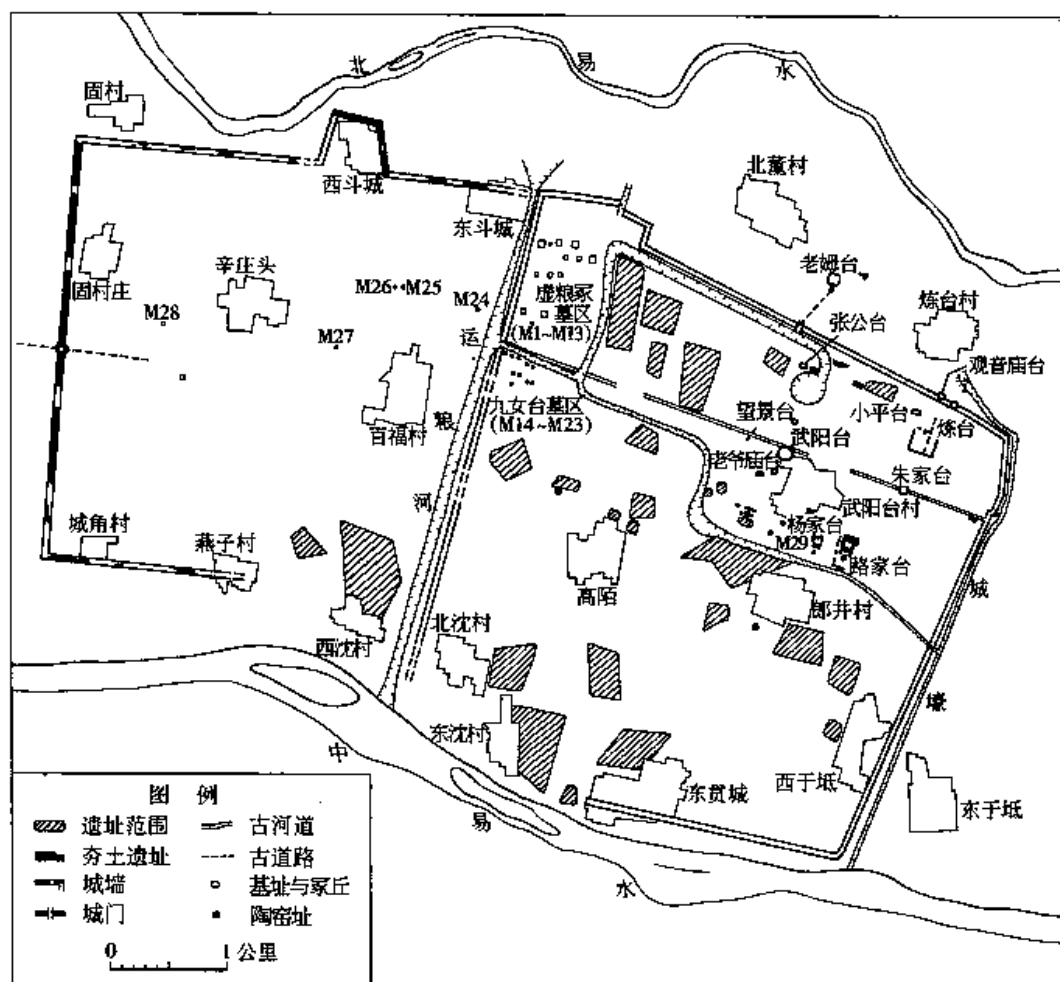 北
易
水
固村
西斗城
东斗城
北董村
老姆台
炼台村
张公台
观音庙台
固村庄
辛庄头
M28
M26
M25
M24
M27
虚粮冢
墓区
(M1~M13)
运
粮
河
百福村
九女台墓区
(M14~M23)
望景台
武阳台
小平台
炼台
老爷庙台
朱家台
武阳台村
杨家台
M29
路家台
城角村
燕子村
高陌
郎井村
城
壕
西沈村
北沈村
东沈村
东贯城
西于坻
东于坻
中
易
水
图 例
遗址范围
古河道
夯土遗址
古道路
城墙
基址与冢丘
城门
陶窑址
0 1 公里